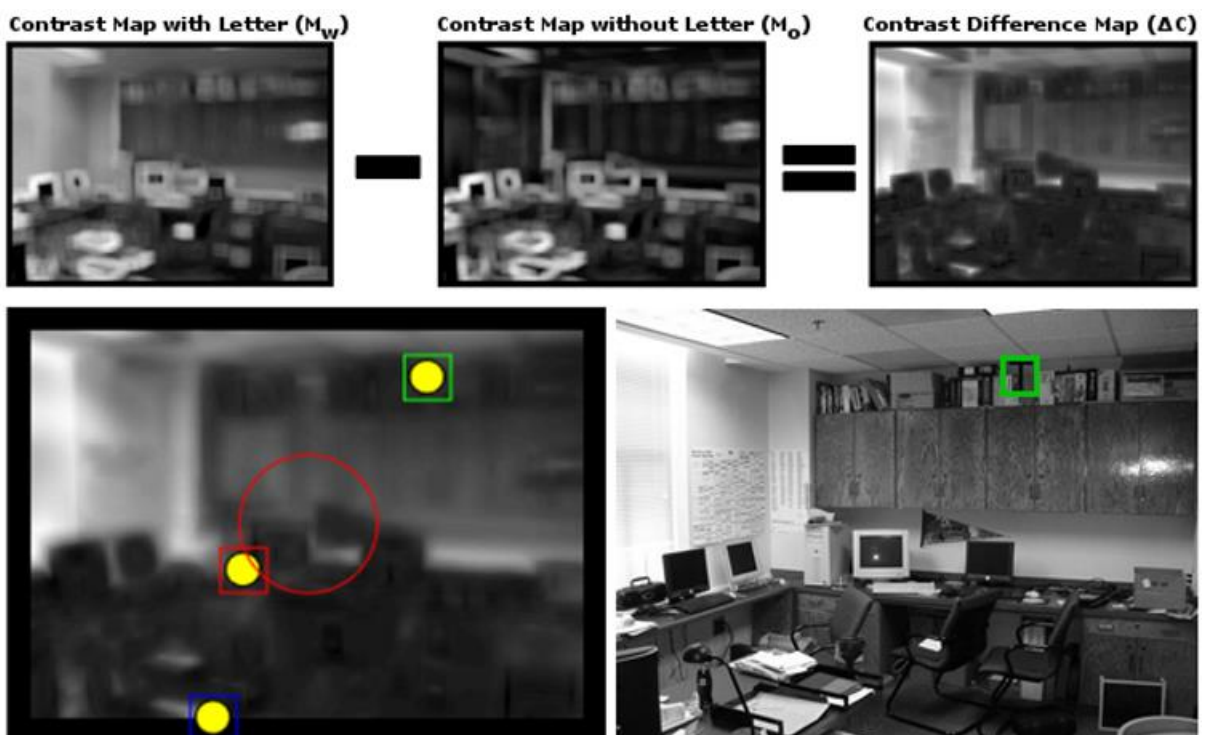 Contrast Map with Letter (Mw)
Contrast Map without Letter (Mo)
Contrast Difference Map (ΔC)